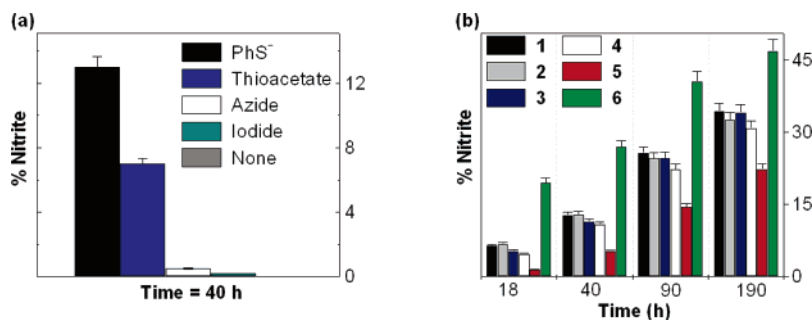 (a)
% Nitrite
PhS⁻
Thioacetate
Azide
Iodide
None
12
8
4
0
Time = 40 h
(b)
% Nitrite
1 4
2 5
3 6
45
30
15
0
18 40 90 190
Time (h)